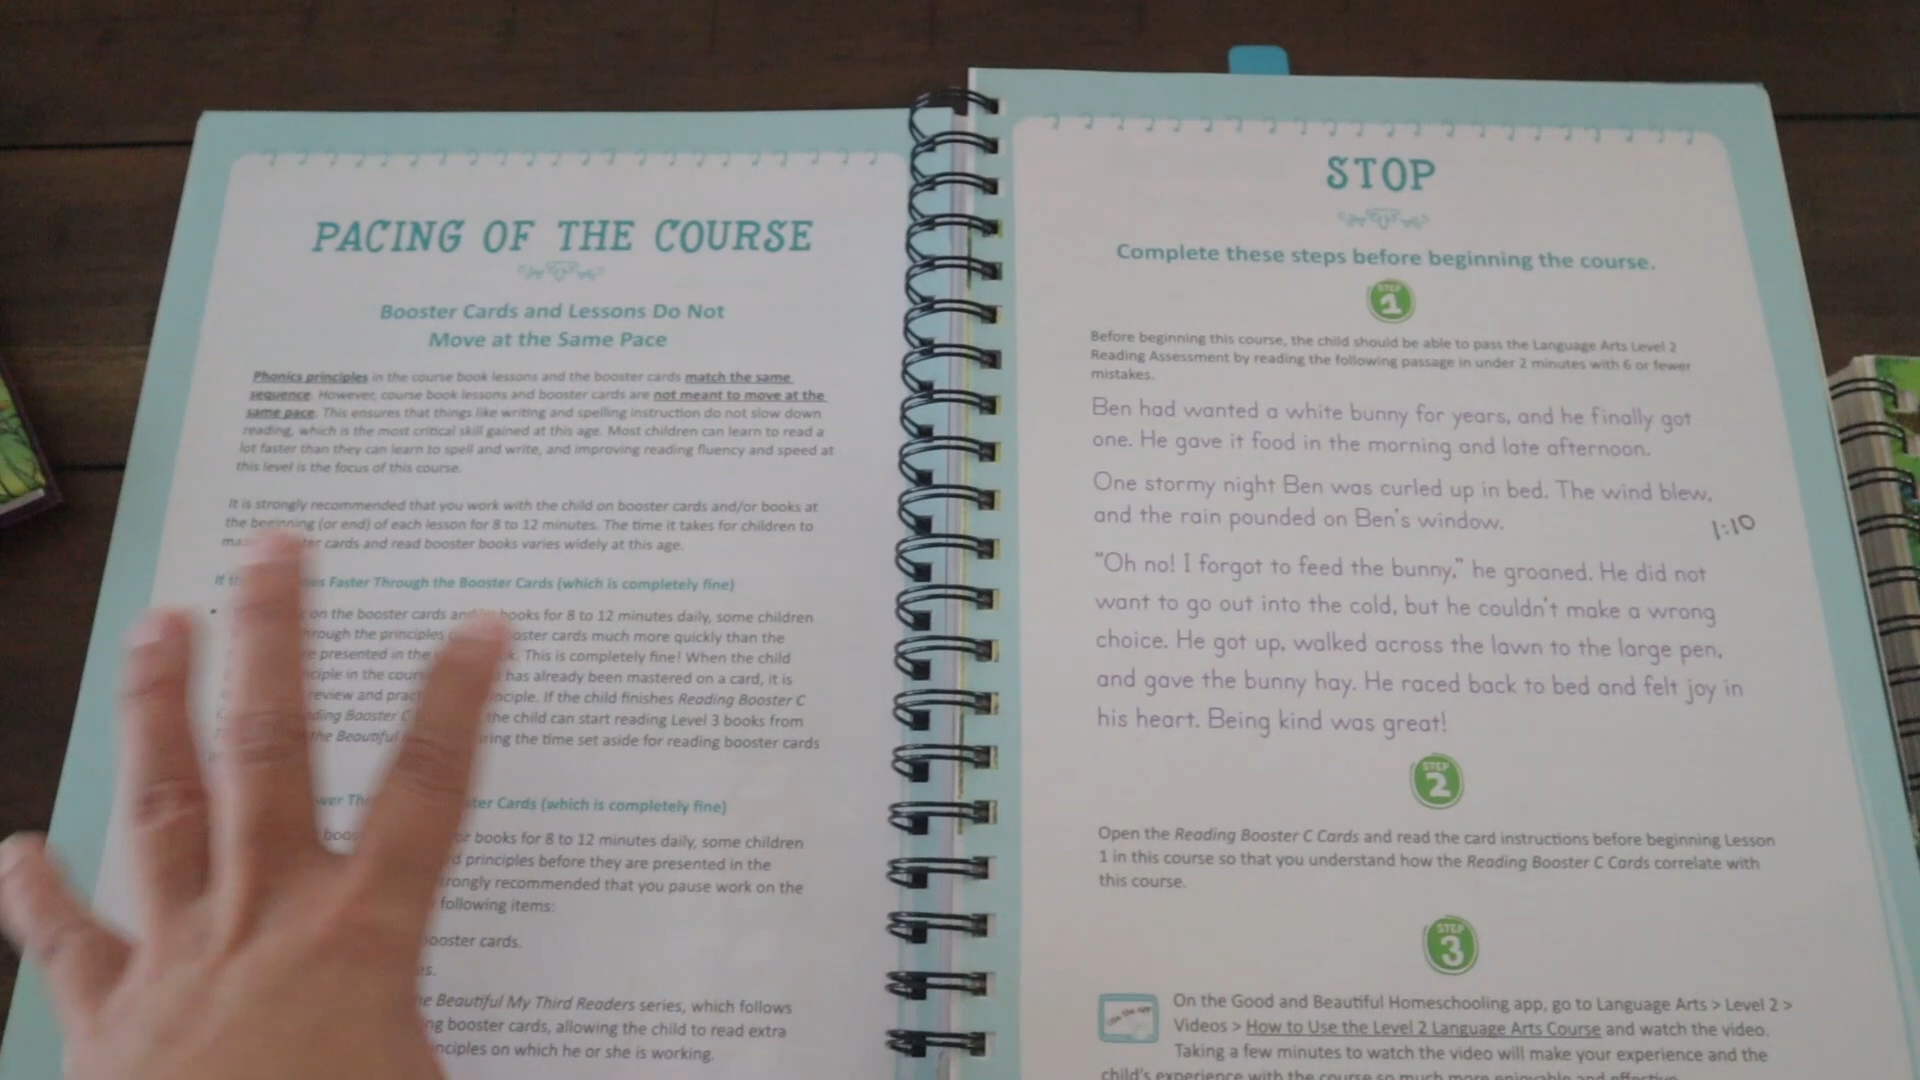 PACING OF THE COURSE
Booster Cards and Lessons Do Not
Move at the Same Pace
Phonics principles in the course book lessons and the booster cards match the same
sequence. However, course book lessons and booster cards are not meant to move at the
same pace. This ensures that things like writing and spelling instruction do not slow down
reading, which is the most critical skill gained at this age. Most children can learn to read a
lot faster than they can learn to spell and write, and improving reading fluency and speed at
this level is the focus of this course.
It is strongly recommended that you work with the child on booster cards and/or books at
the beginning (or end) of each lesson for 8 to 12 minutes. The time it takes for children to
cards and read booster books varies widely at this age.
Faster Through the Booster Cards (which is completely fine)
on the booster cards books for 8 to 12 minutes daily, some children
through the principles booster cards much more quickly than the
presented in the This is completely fine! When the child
has already been mastered on a card, it is
review and If the child finishes Reading Booster C
Booster C the child can start reading Level 3 books from
the Beautiful the time set aside for reading booster cards
Cards (which is completely fine)
books for 8 to 12 minutes daily, some children
principles before they are presented in the
strongly recommended that you pause work on the
following items:
booster cards.
Beautiful My Third Readers series, which follows
booster cards, allowing the child to read extra
on which he or she is working.
STOP
Complete these steps before beginning the course.
STEP
1
Before beginning this course, the child should be able to pass the Language Arts Level 2
Reading Assessment by reading the following passage in under 2 minutes with 6 or fewer
mistakes.
Ben had wanted a white bunny for years, and he finally got
one. He gave it food in the morning and late afternoon.
One stormy night Ben was curled up in bed. The wind blew,
and the rain pounded on Ben's window.
1:10
"Oh no! I forgot to feed the bunny," he groaned. He did not
want to go out into the cold, but he couldn't make a wrong
choice. He got up, walked across the lawn to the large pen,
and gave the bunny hay. He raced back to bed and felt joy in
his heart. Being kind was great!
STEP
2
Open the Reading Booster C Cards and read the card instructions before beginning Lesson
1 in this course so that you understand how the Reading Booster C Cards correlate with
this course.
STEP
3
On the Good and Beautiful Homeschooling app, go to Language Arts > Level 2 >
Videos > How to Use the Level 2 Language Arts Course and watch the video.
Taking a few minutes to watch the video will make your experience and the
child's experience with the course so much more enjoyable and effective.